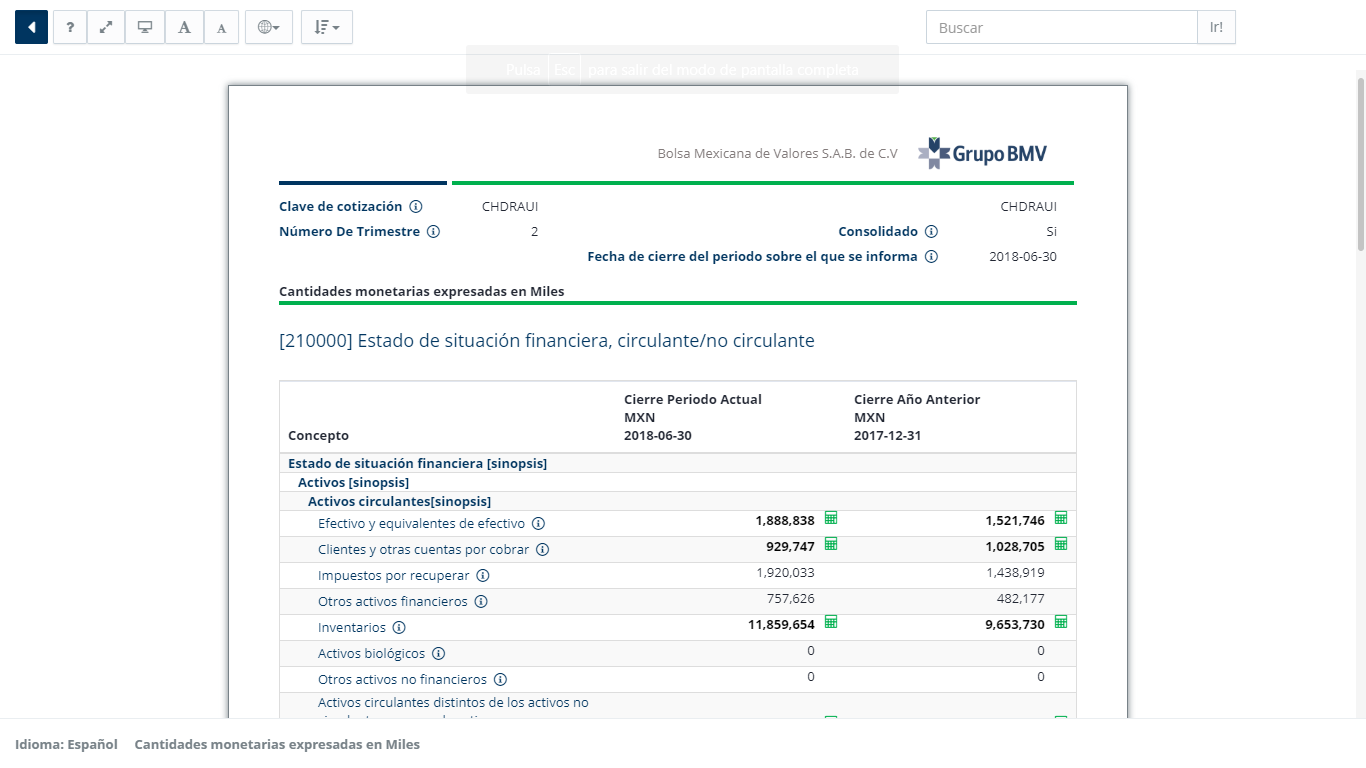 ? A A
Buscar Ir!
Pulsa Esc para salir del modo de pantalla completa
Bolsa Mexicana de Valores S.A.B. de C.V Grupo BMV
Clave de cotización CHDRAUI CHDRAUI
Número De Trimestre 2 Consolidado Si
Fecha de cierre del periodo sobre el que se informa 2018-06-30
Cantidades monetarias expresadas en Miles
[210000] Estado de situación financiera, circulante/no circulante
Cierre Periodo Actual Cierre Año Anterior
MXN MXN
Concepto 2018-06-30 2017-12-31
Estado de situación financiera [sinopsis]
Activos [sinopsis]
Activos circulantes[sinopsis]
Efectivo y equivalentes de efectivo 1,888,838 1,521,746
Clientes y otras cuentas por cobrar 929,747 1,028,705
Impuestos por recuperar 1,920,033 1,438,919
Otros activos financieros 757,626 482,177
Inventarios 11,859,654 9,653,730
Activos biológicos 0 0
Otros activos no financieros 0 0
Activos circulantes distintos de los activos no
Idioma: Español Cantidades monetarias expresadas en Miles